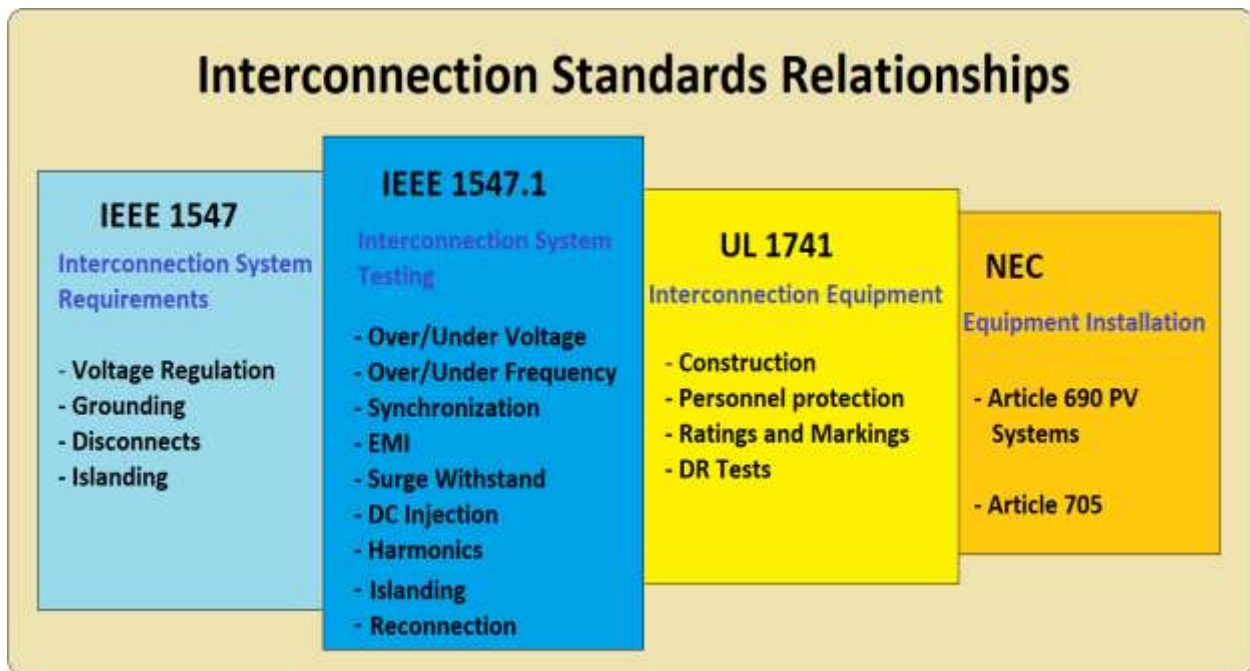 Interconnection Standards Relationships
IEEE 1547
Interconnection System
Requirements
- Voltage Regulation
- Grounding
- Disconnects
- Islanding
IEEE 1547.1
Interconnection System
Testing
- Over/Under Voltage
- Over/Under Frequency
- Synchronization
- EMI
- Surge Withstand
- DC Injection
- Harmonics
- Islanding
- Reconnection
UL 1741
Interconnection Equipment
- Construction
- Personnel protection
- Ratings and Markings
- DR Tests
NEC
Equipment Installation
- Article 690 PV
Systems
- Article 705